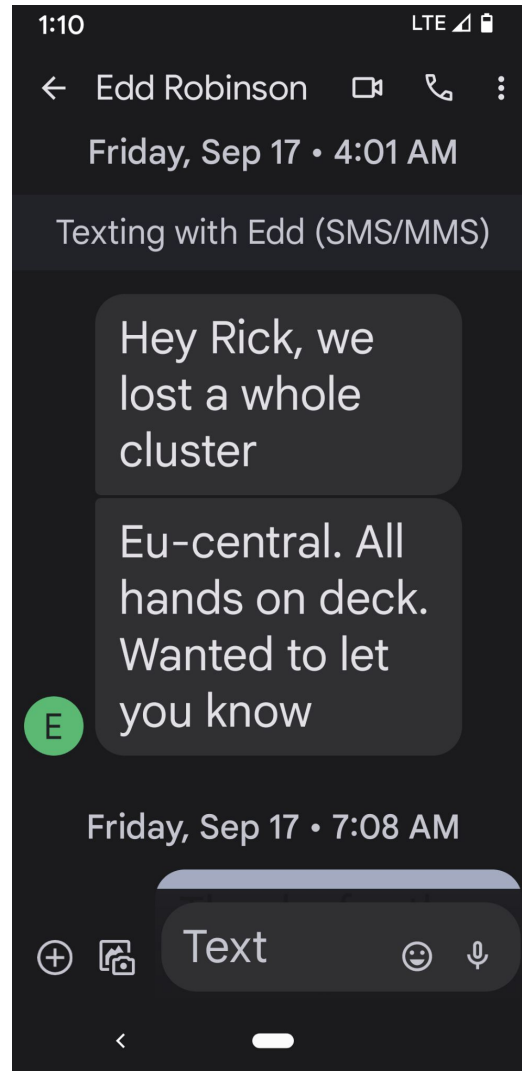 1:10 LTE
Edd Robinson
Friday, Sep 17 • 4:01 AM
Texting with Edd (SMS/MMS)
Hey Rick, we
lost a whole
cluster
Eu-central. All
hands on deck.
Wanted to let
you know
E
Friday, Sep 17 • 7:08 AM
Text